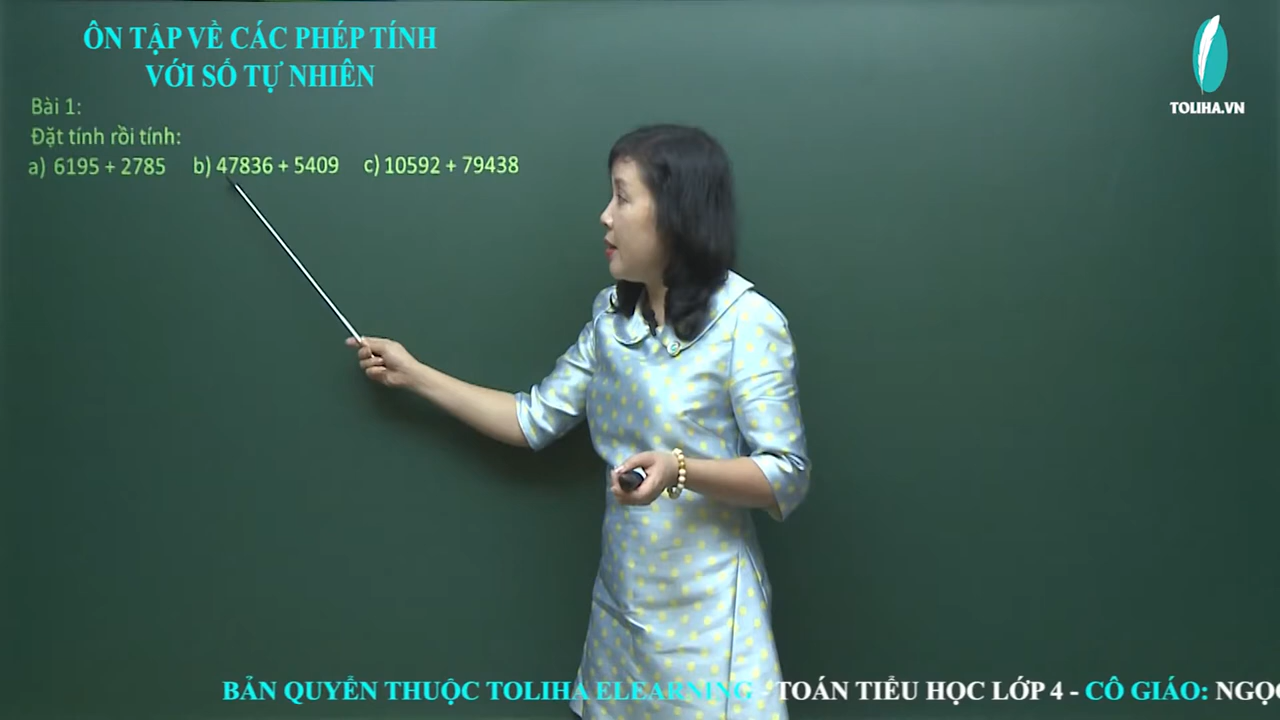 ÔN TẬP VỀ CÁC PHÉP TÍNH
VỚI SỐ TỰ NHIÊN
TOLIHA.VN
Bài 1:
Đặt tính rồi tính:
a) 6195 + 2785 b) 47836 + 5409 c) 10592 + 79438
BẢN QUYỀN THUỘC TOLIHA ELEARNING - TOÁN TIỂU HỌC LỚP 4 - CÔ GIÁO: